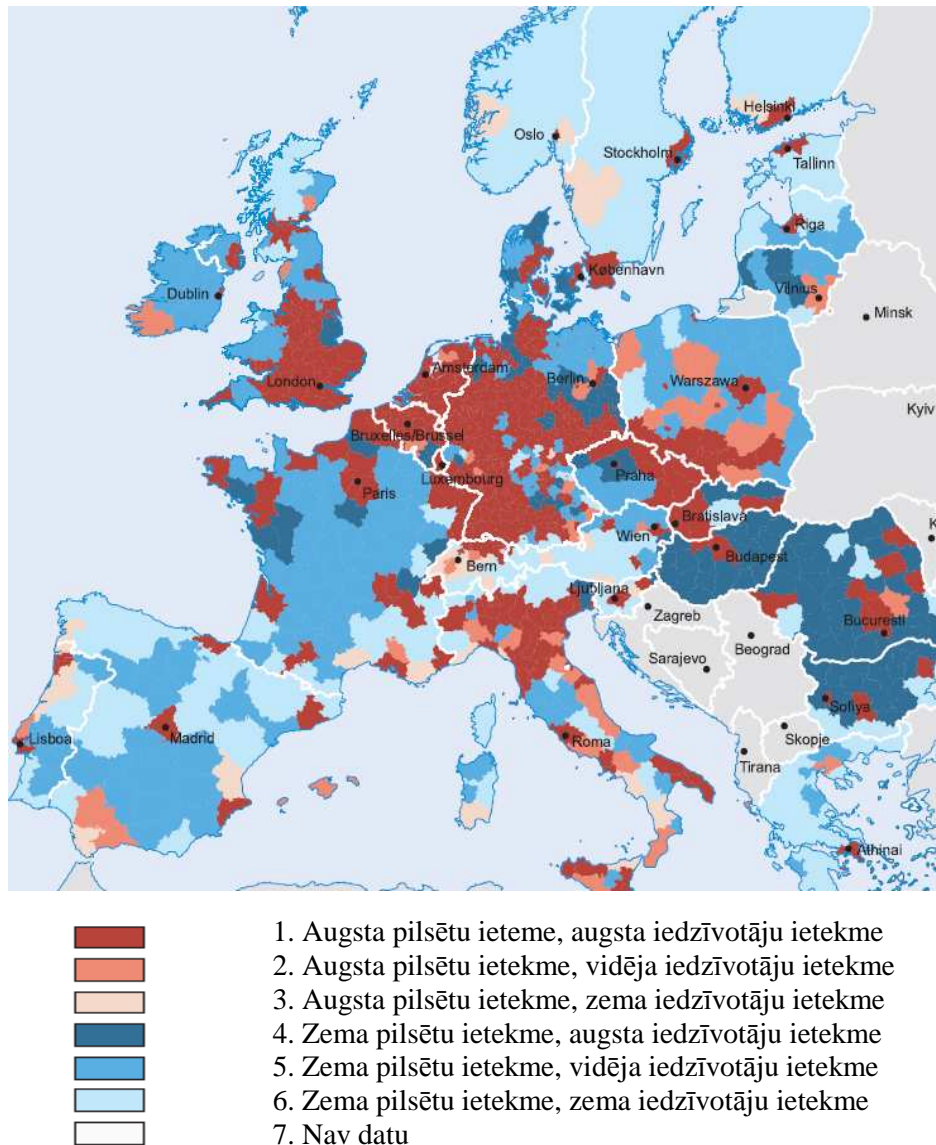 Helsinki
Oslo
Stockholm
Tallinn
Riga
København
Dublin
Vilnius
Minsk
Amsterdam
Berlin
London
Warszawa
Kyiv
Bruxelles/Brüssel
Praha
Luxembourg
Paris
Bratislava
Wien
Budapest
Bern
Ljubljana
Zagreb
Bucuresti
Beograd
Sarajevo
Sofiya
Madrid
Lisboa
Roma
Skopje
Tirana
Athinai
K
1. Augsta pilsētu ieteme, augsta iedzīvotāju ietekme
2. Augsta pilsētu ietekme, vidēja iedzīvotāju ietekme
3. Augsta pilsētu ietekme, zema iedzīvotāju ietekme
4. Zema pilsētu ietekme, augsta iedzīvotāju ietekme
5. Zema pilsētu ietekme, vidēja iedzīvotāju ietekme
6. Zema pilsētu ietekme, zema iedzīvotāju ietekme
7. Nav datu